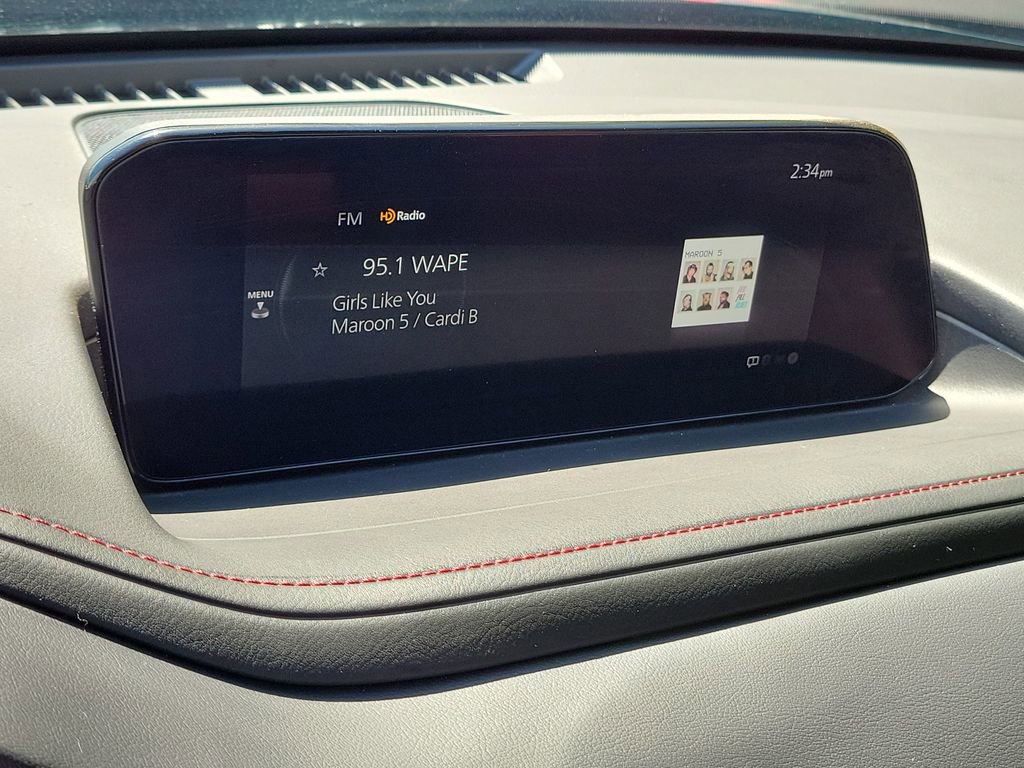 2:34pm
FM HD Radio
95.1 WAPE
MENU
Girls Like You
Maroon 5 / Cardi B
MAROON 5